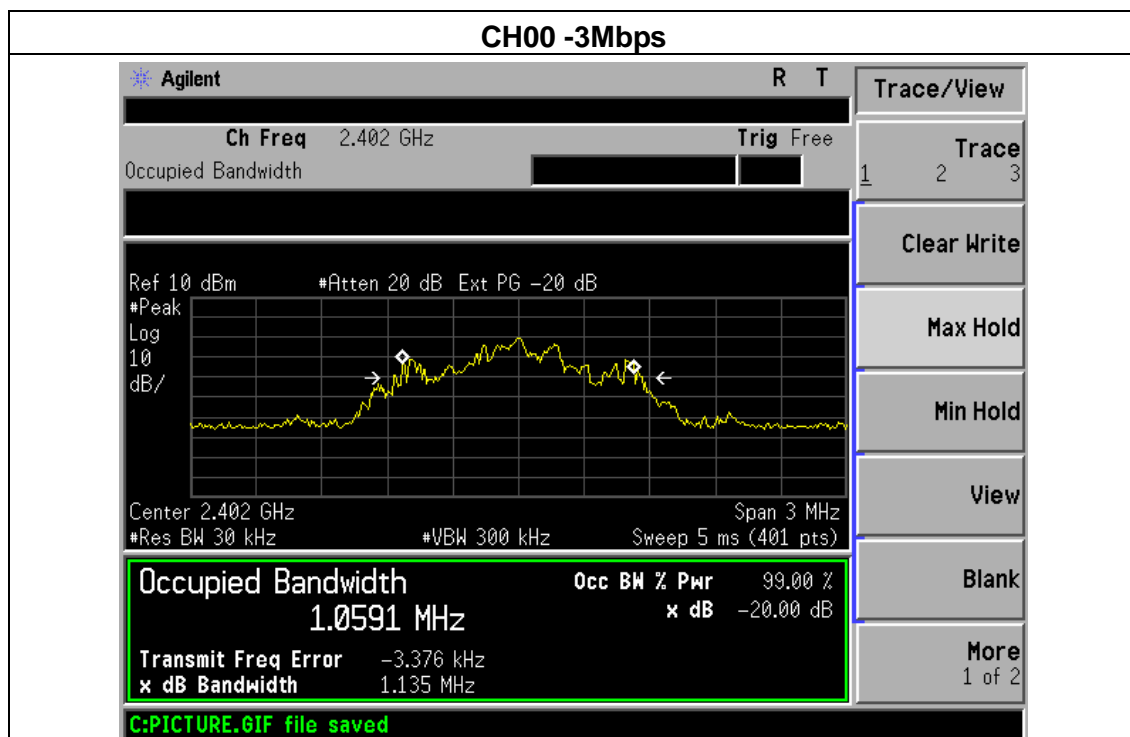 CH00 -3Mbps
Agilent
R T
Trace/View
Ch Freq 2.402 GHz
Trig Free
Occupied Bandwidth
Trace
1 2 3
Clear Write
Ref 10 dBm #Atten 20 dB Ext PG -20 dB
#Peak
Log
10
dB/
Max Hold
Min Hold
View
Center 2.402 GHz
Span 3 MHz
#Res BW 30 kHz #VBW 300 kHz Sweep 5 ms (401 pts)
Occupied Bandwidth
1.0591 MHz
Occ BW % Pwr 99.00 %
x dB -20.00 dB
Blank
Transmit Freq Error -3.376 kHz
x dB Bandwidth 1.135 MHz
More
1 of 2
C:PICTURE.GIF file saved